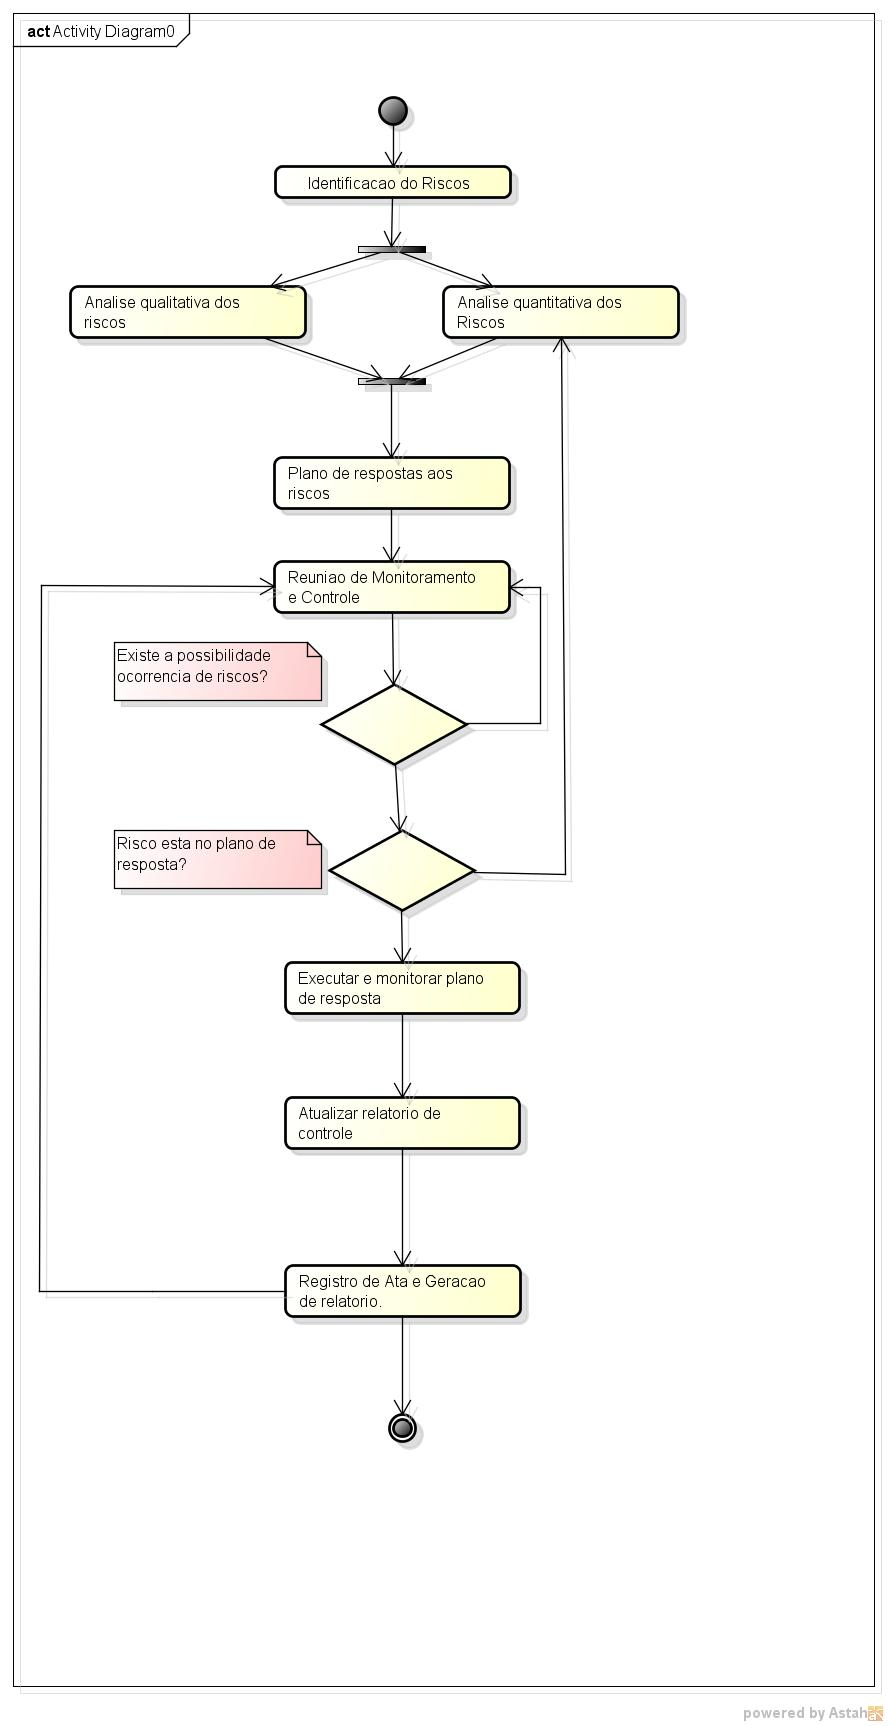 act Activity Diagram0
Identificacao do Riscos
Analise qualitativa dos
riscos
Analise quantitativa dos
Riscos
Plano de respostas aos
riscos
Reuniao de Monitoramento
e Controle
Existe a possibilidade
ocorrencia de riscos?
Risco esta no plano de
resposta?
Executar e monitorar plano
de resposta
Atualizar relatorio de
controle
Registro de Ata e Geracao
de relatorio.
powered by Astah